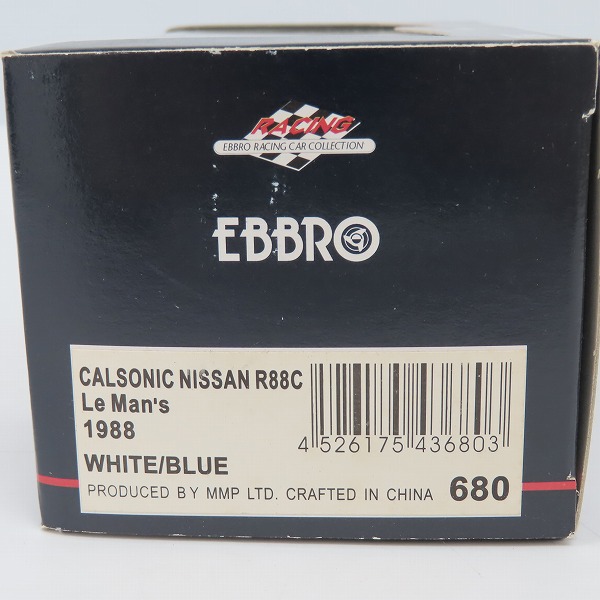 RACING
EBBRO RACING CAR COLLECTION
EBBRO
CALSONIC NISSAN R88C
Le Man's
1988
4 526175 436803
WHITE/BLUE
PRODUCED BY MMP LTD. CRAFTED IN CHINA 680